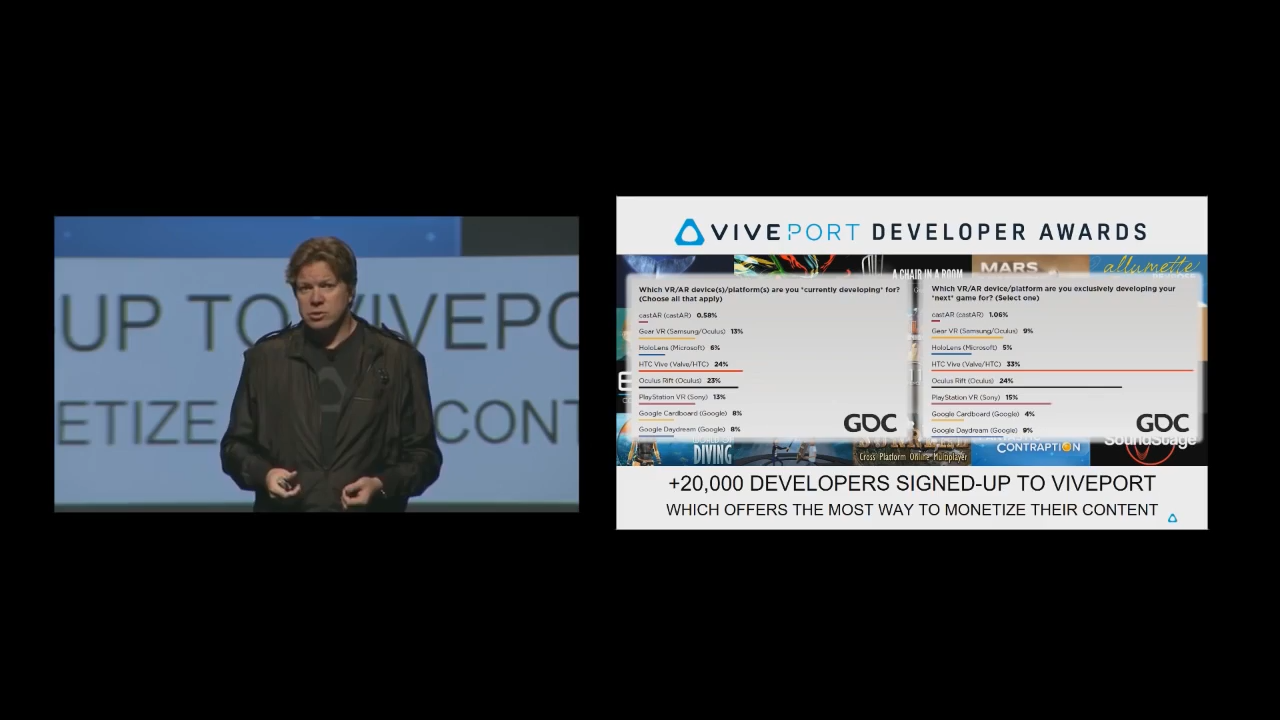 UP TO VIVEPO
ETIZE
CONT
VIVEPORT DEVELOPER AWARDS
A CHAIR IN A ROOM
MARS
allumette
Which VR/AR device(s)/platform(s) are you *currently developing* for?
(Choose all that apply)
castAR (castAR) 0.58%
Gear VR (Samsung/Oculus) 13%
HoloLens (Microsoft) 6%
HTC Vive (Valve/HTC) 24%
Oculus Rift (Oculus) 23%
PlayStation VR (Sony) 13%
Google Cardboard (Google) 8%
Google Daydream (Google) 8%
GDC
Which VR/AR device/platform are you exclusively developing your
*next* game for? (Select one)
castAR (castAR) 1.06%
Gear VR (Samsung/Oculus) 9%
HoloLens (Microsoft) 5%
HTC Vive (Valve/HTC) 33%
Oculus Rift (Oculus) 24%
PlayStation VR (Sony) 15%
Google Cardboard (Google) 4%
Google Daydream (Google) 9%
GDC
WORLD OF
DIVING
Cross-Platform Online Multiplayer
CONTRAPTION
SoundStage
+20,000 DEVELOPERS SIGNED-UP TO VIVEPORT
WHICH OFFERS THE MOST WAY TO MONETIZE THEIR CONTENT